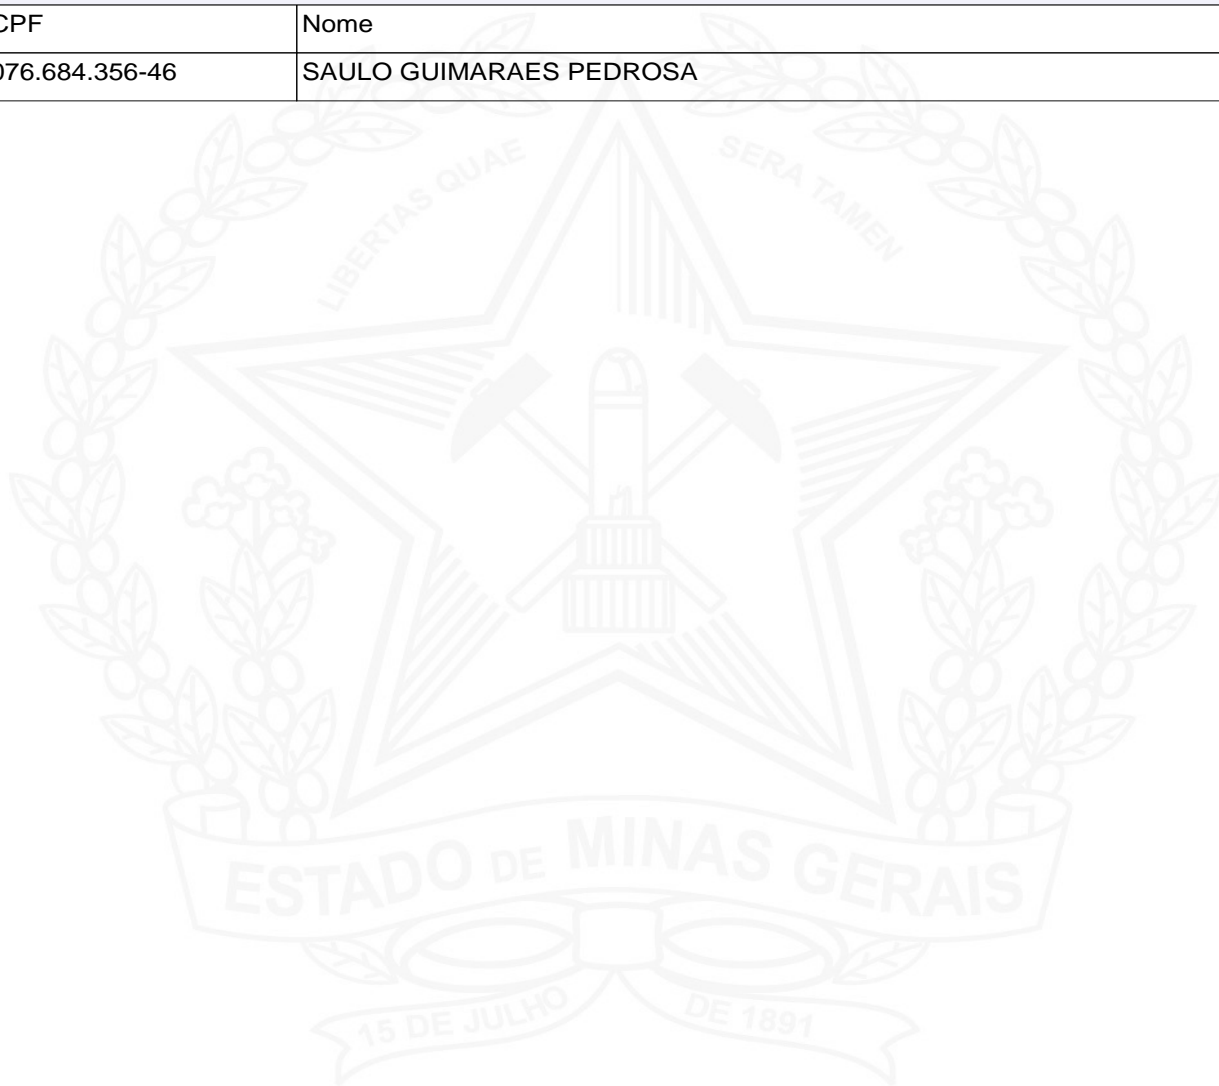 CPF Nome
076.684.356-46 SAULO GUIMARAES PEDROSA
LIBERTAS QUAE SERA TAMEN
ESTADO DE MINAS GERAIS
15 DE JULHO DE 1891